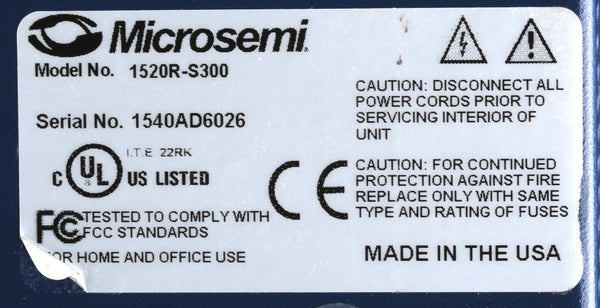 Microsemi
Model No. 1520R-S300
Serial No. 1540AD6026
I.T.E 22RK
C UL US LISTED
FC TESTED TO COMPLY WITH
FCC STANDARDS
FOR HOME AND OFFICE USE
CE
CAUTION: DISCONNECT ALL
POWER CORDS PRIOR TO
SERVICING INTERIOR OF
UNIT
CAUTION: FOR CONTINUED
PROTECTION AGAINST FIRE
REPLACE ONLY WITH SAME
TYPE AND RATING OF FUSES
MADE IN THE USA